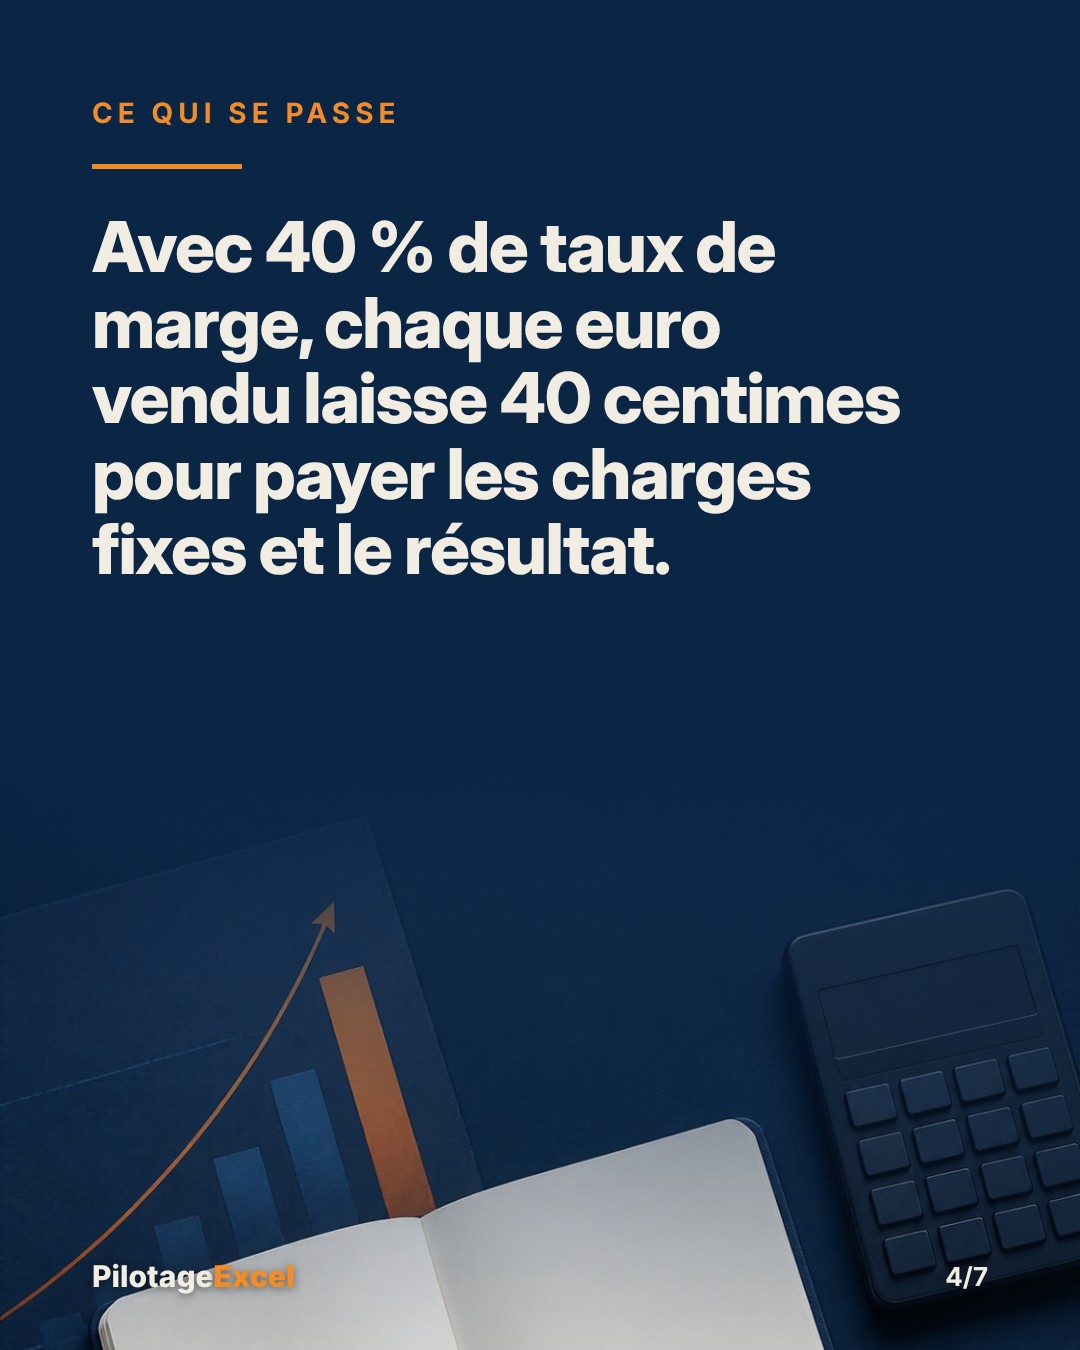 CE QUI SE PASSE
Avec 40 % de taux de
marge, chaque euro
vendu laisse 40 centimes
pour payer les charges
fixes et le résultat.
PilotageExcel
4/7